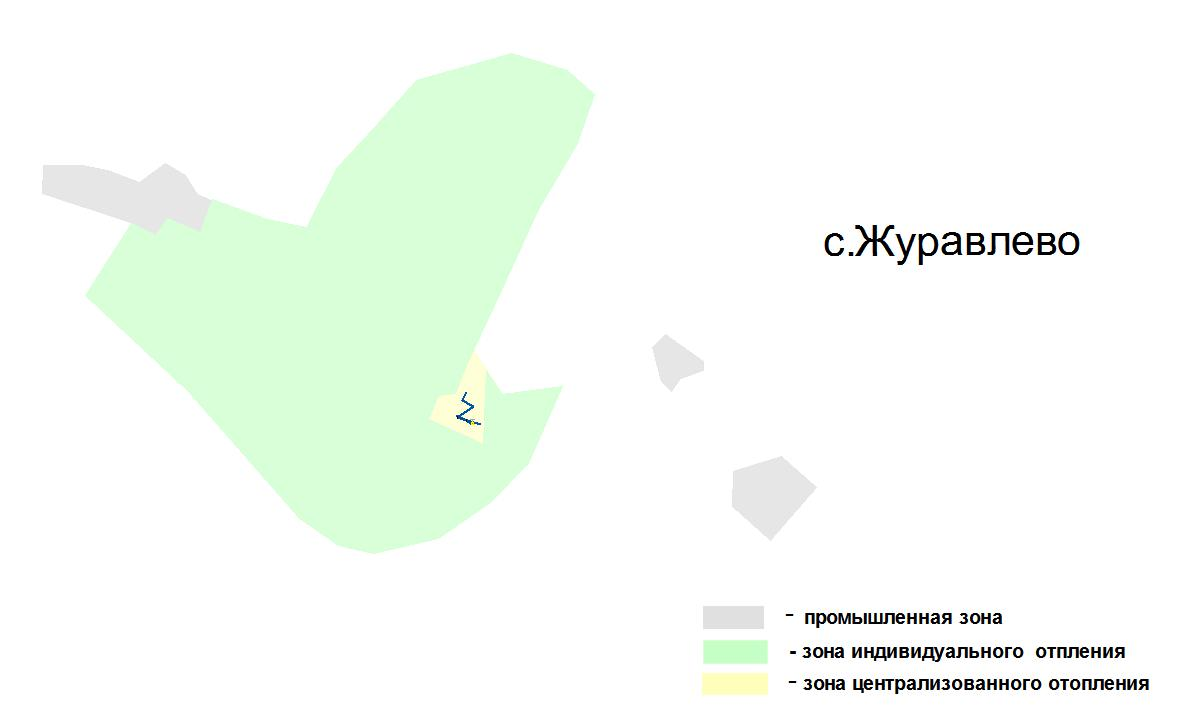 с.Журавлево
- промышленная зона
- зона индивидуального отпления
- зона централизованного отопления